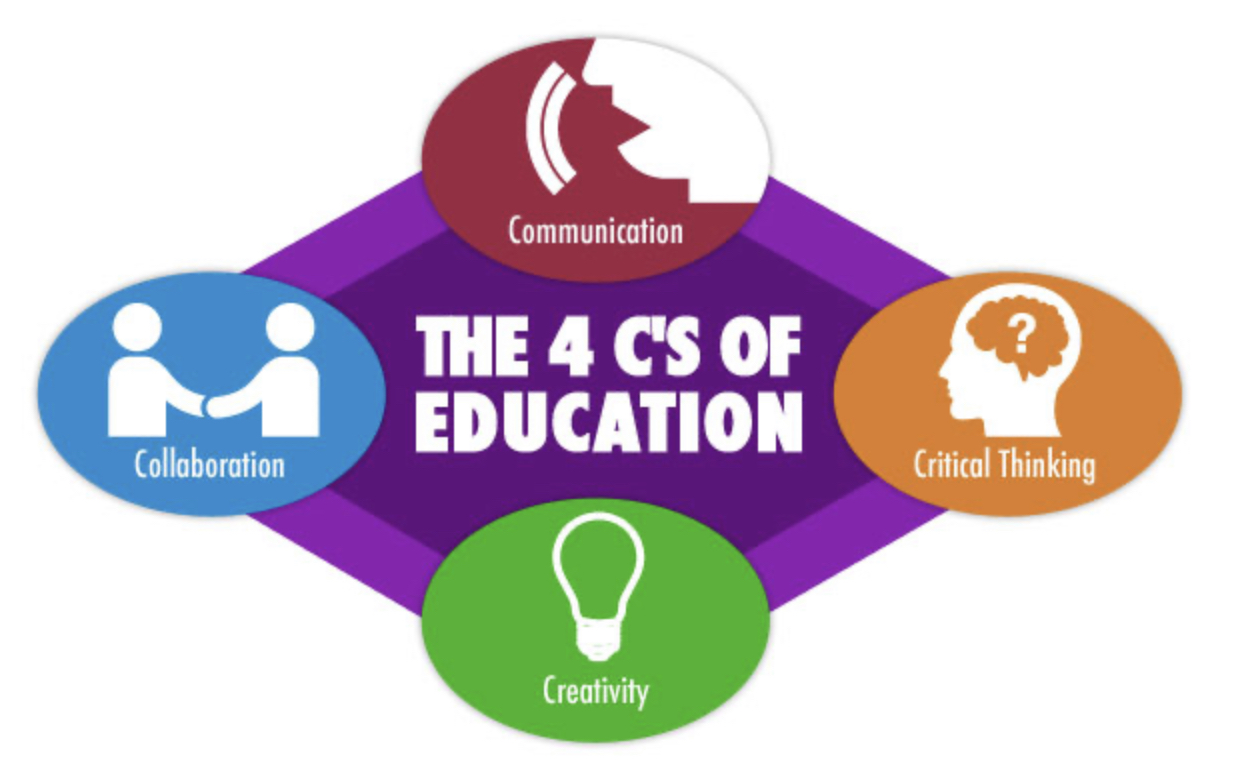 Communication
THE 4 C'S OF
EDUCATION
Collaboration
?
Critical Thinking
Creativity